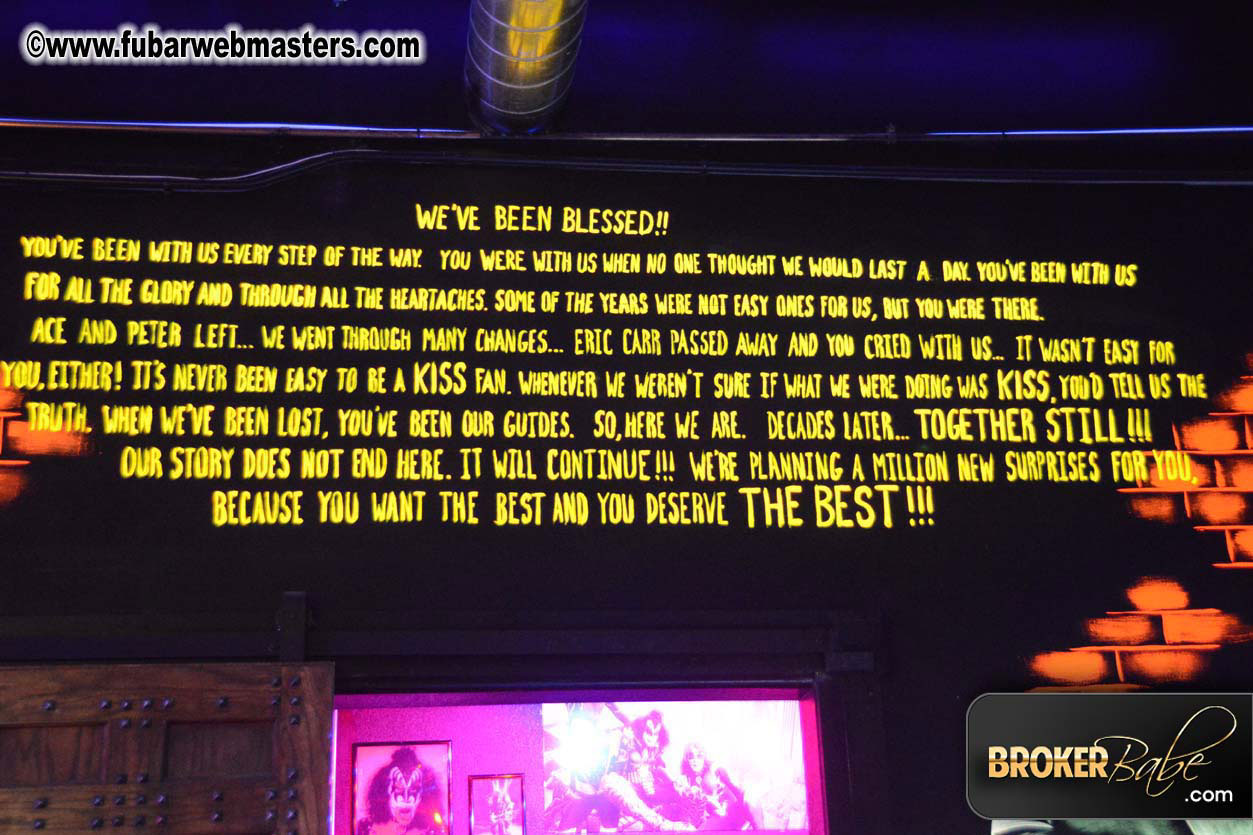 ©www.fubarwebmasters.com
WE'VE BEEN BLESSED!!
YOU'VE BEEN WITH US EVERY STEP OF THE WAY. YOU WERE WITH US WHEN NO ONE THOUGHT WE WOULD LAST A DAY. YOU'VE BEEN WITH US
FOR ALL THE GLORY AND THROUGH ALL THE HEARTACHES. SOME OF THE YEARS WERE NOT EASY ONES FOR US, BUT YOU WERE THERE.
ACE AND PETER LEFT... WE WENT THROUGH MANY CHANGES... ERIC CARR PASSED AWAY AND YOU CRIED WITH US... IT WASN'T EASY FOR
YOU, EITHER! IT'S NEVER BEEN EASY TO BE A KISS FAN. WHENEVER WE WEREN'T SURE IF WHAT WE WERE DOING WAS KISS, YOU'D TELL US THE
TRUTH. WHEN WE'VE BEEN LOST, YOU'VE BEEN OUR GUIDES. SO, HERE WE ARE. DECADES LATER... TOGETHER STILL!!!
OUR STORY DOES NOT END HERE. IT WILL CONTINUE!!! WE'RE PLANNING A MILLION NEW SURPRISES FOR YOU,
BECAUSE YOU WANT THE BEST AND YOU DESERVE THE BEST!!!
BROKERBabe
.com